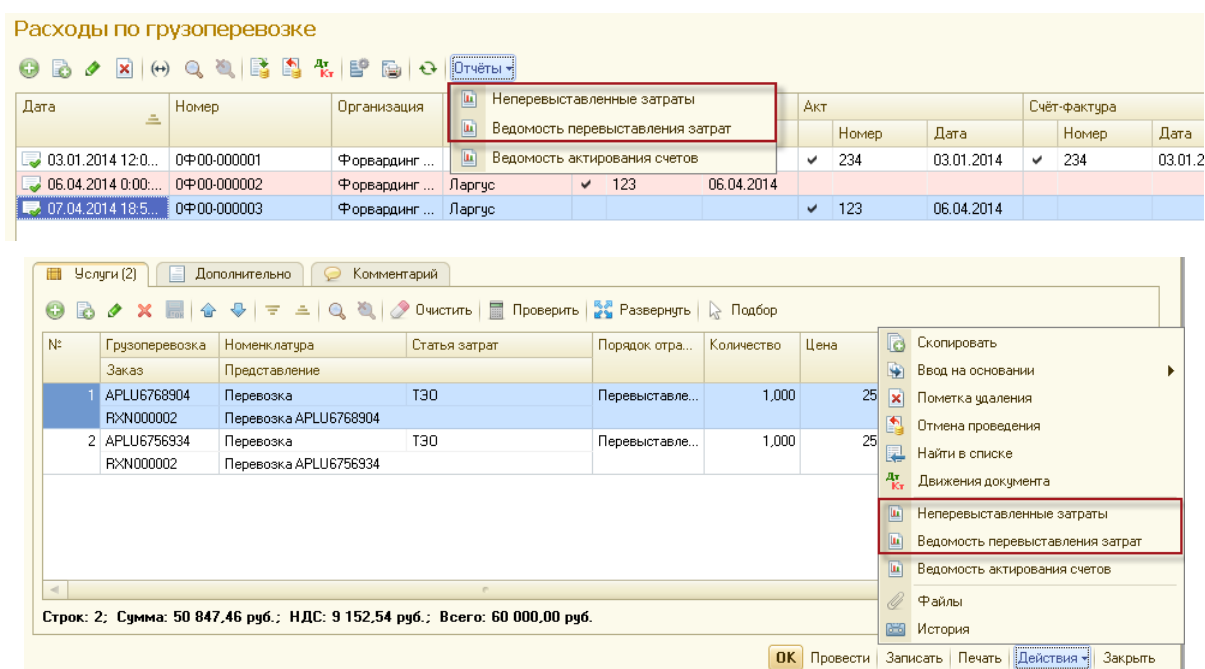 Расходы по грузоперевозке
Отчёты
Дата Номер Организация Акт Счёт-фактура
Номер Дата Номер Дата
Неперевыставленные затраты
Ведомость перевыставления затрат
Ведомость актирования счетов
03.01.2014 12:0... 0Ф00-000001 Форвардинг ... 234 03.01.2014 234 03.01.2
06.04.2014 0:00:... 0Ф00-000002 Форвардинг ... Ларгус 123 06.04.2014
07.04.2014 18:5... 0Ф00-000003 Форвардинг ... Ларгус 123 06.04.2014
Услуги (2) Дополнительно Комментарий
Очистить Проверить Развернуть Подбор
№ Грузоперевозка Номенклатура Статья затрат Порядок отра... Количество Цена
Заказ Представление
1 APLU6768904 Перевозка ТЭО Перевыставле... 1,000 25
RXN000002 Перевозка APLU6768904
2 APLU6756934 Перевозка ТЭО Перевыставле... 1,000 25
RXN000002 Перевозка APLU6756934
Скопировать
Ввод на основании
Пометка удаления
Отмена проведения
Найти в списке
Дт Кт Движения документа
Неперевыставленные затраты
Ведомость перевыставления затрат
Ведомость актирования счетов
Файлы
История
Строк: 2; Сумма: 50 847,46 руб.; НДС: 9 152,54 руб.; Всего: 60 000,00 руб.
OK Провести Записать Печать Действия Закрыть